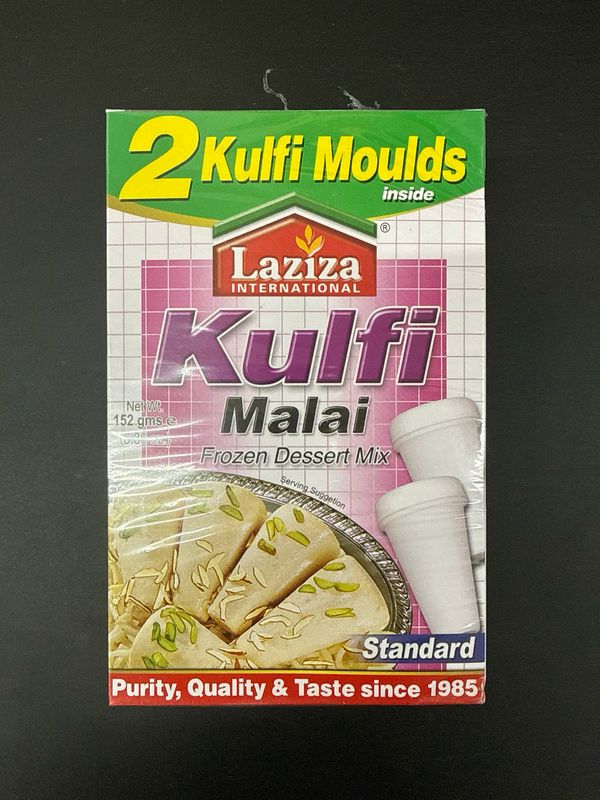 2 Kulfi Moulds
inside
Laziza
®
INTERNATIONAL
Kulfi
Malai
Frozen Dessert Mix
Net Wt.
152 gms e
Serving Suggetion
Standard
Purity, Quality & Taste since 1985